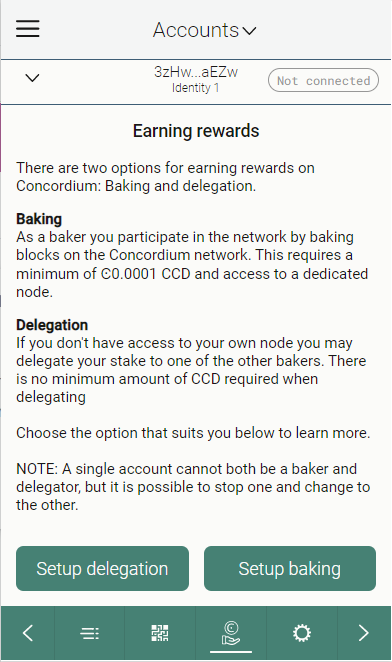 Accounts
3zHw...aEZw
Identity 1
Not connected
Earning rewards
There are two options for earning rewards on
Concordium: Baking and delegation.
Baking
As a baker you participate in the network by baking
blocks on the Concordium network. This requires a
minimum of Ͼ0.0001 CCD and access to a dedicated
node.
Delegation
If you don't have access to your own node you may
delegate your stake to one of the other bakers. There
is no minimum amount of CCD required when
delegating
Choose the option that suits you below to learn more.
NOTE: A single account cannot both be a baker and
delegator, but it is possible to stop one and change to
the other.
Setup delegation
Setup baking